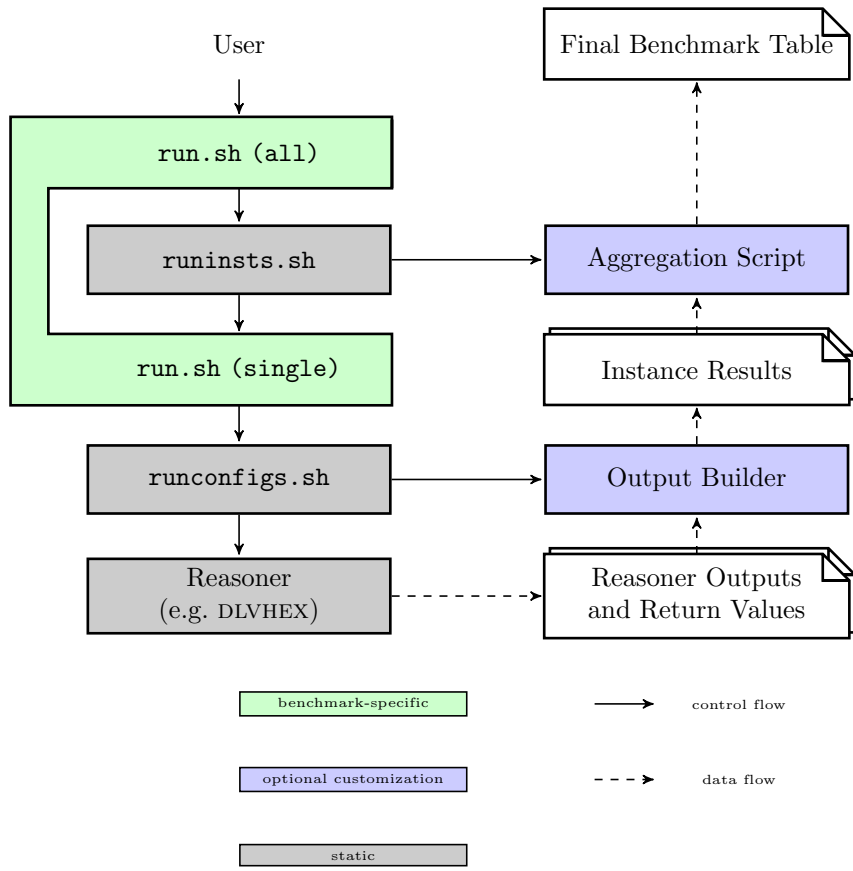 User
Final Benchmark Table
run.sh (all)
runinsts.sh
Aggregation Script
run.sh (single)
Instance Results
runconfigs.sh
Output Builder
Reasoner
(e.g. DLVHEX)
Reasoner Outputs
and Return Values
benchmark-specific
control flow
optional customization
data flow
static